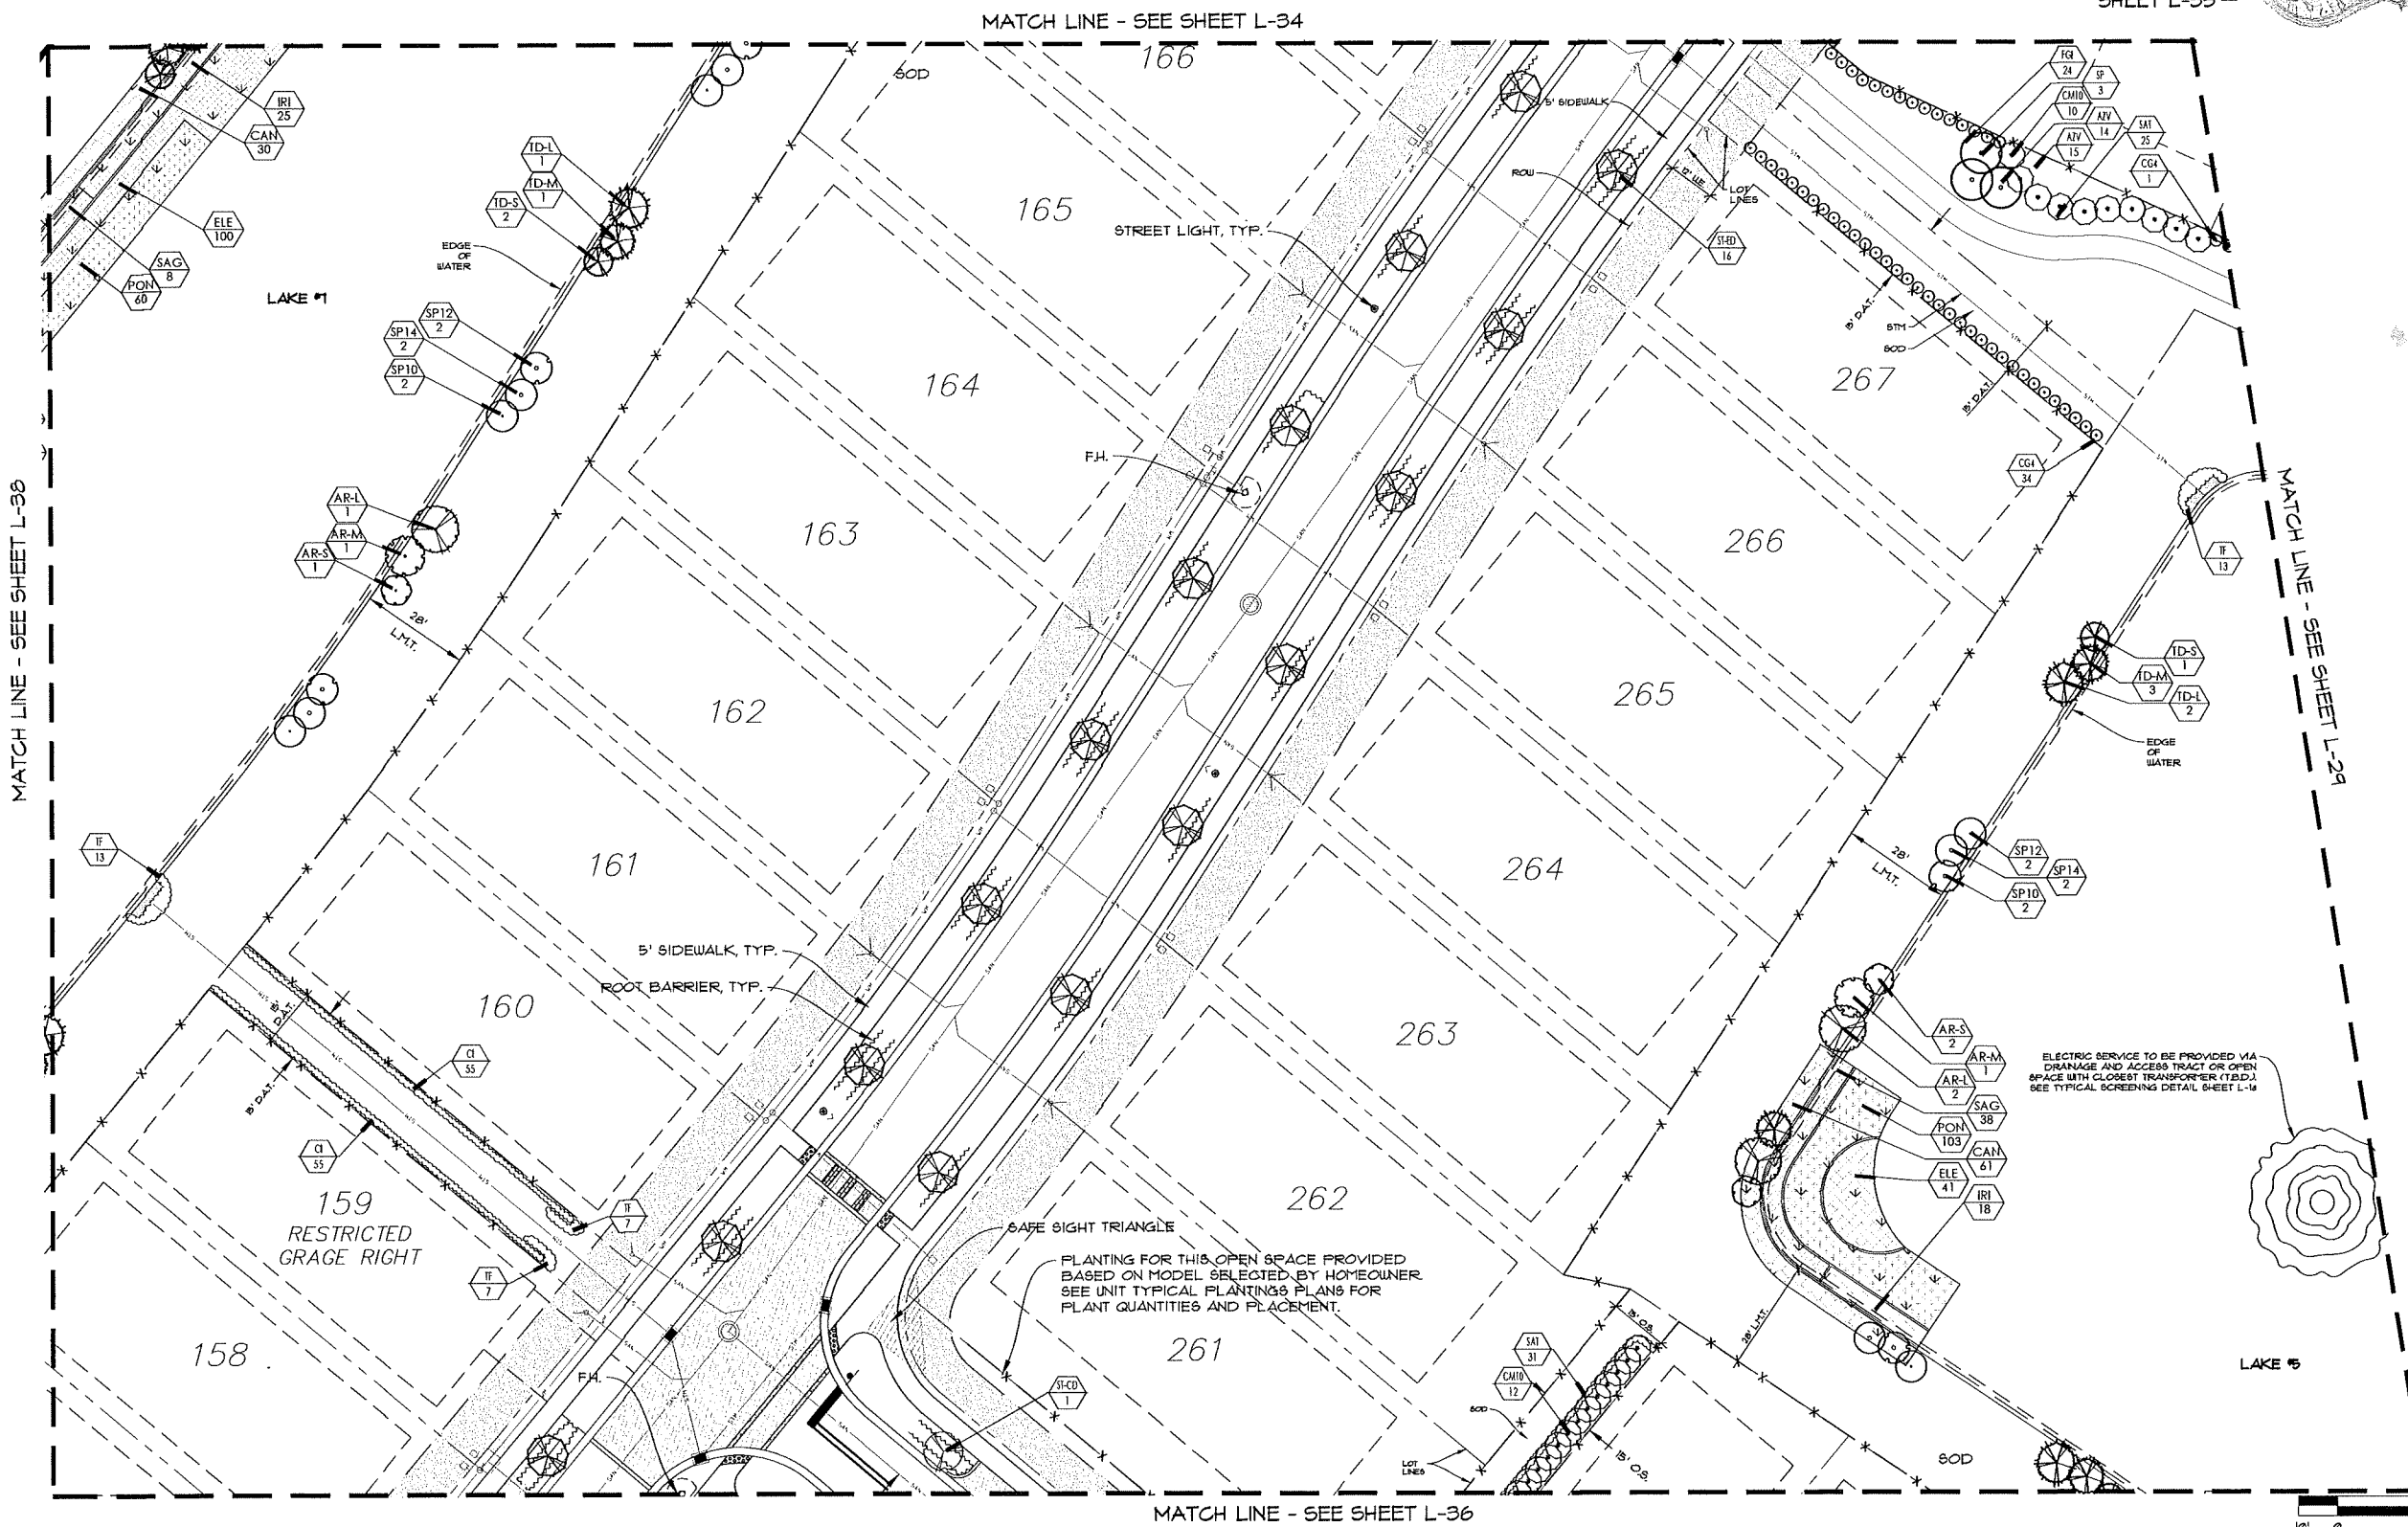 MATCH LINE - SEE SHEET L-34
SHEET L-35
MATCH LINE - SEE SHEET L-38
MATCH LINE - SEE SHEET L-29
MATCH LINE - SEE SHEET L-36
IRI
25
CAN
30
ELE
100
SAG
8
PON
60
LAKE #7
TD-L
1
TD-M
1
TD-S
2
EDGE
OF
WATER
SP12
2
SP14
2
SP10
2
AR-L
1
AR-M
1
AR-S
1
28'
L.M.T.
TF
13
SOD
166
165
164
163
162
161
160
159
RESTRICTED
GRAGE RIGHT
158
15'
D.A.T.
15' D.A.T.
CI
55
CI
55
TF
7
TF
7
5' SIDEWALK
ROW
STREET LIGHT, TYP.
F.H.
5' SIDEWALK, TYP.
ROOT BARRIER, TYP.
12' U.E.
LOT
LINES
ST-ED
16
FGI
24
SP
3
CM10
10
AZV
14
AZV
15
SAT
25
CG4
1
15' D.A.T.
STM
SOD
15' D.A.T.
267
CG4
34
266
265
264
263
262
261
TF
13
TD-S
1
TD-M
3
TD-L
2
EDGE
OF
WATER
28'
L.M.T.
SP12
2
SP14
2
SP10
2
AR-S
2
AR-M
1
AR-L
2
SAG
38
PON
103
CAN
61
ELE
41
IRI
18
ELECTRIC SERVICE TO BE PROVIDED VIA
DRAINAGE AND ACCESS TRACT OR OPEN
SPACE WITH CLOSEST TRANSFORMER (T.B.D.).
SEE TYPICAL SCREENING DETAIL SHEET
SAFE SIGHT TRIANGLE
PLANTING FOR THIS OPEN SPACE PROVIDED
BASED ON MODEL SELECTED BY HOMEOWNER
SEE UNIT TYPICAL PLANTINGS PLANS FOR
PLANT QUANTITIES AND PLACEMENT.
F.H.
ST-CD
1
SAT
31
CM10
12
SOD
LOT
LINES
15' O.S.
15' O.S.
28' L.M.T.
SOD
LAKE #5